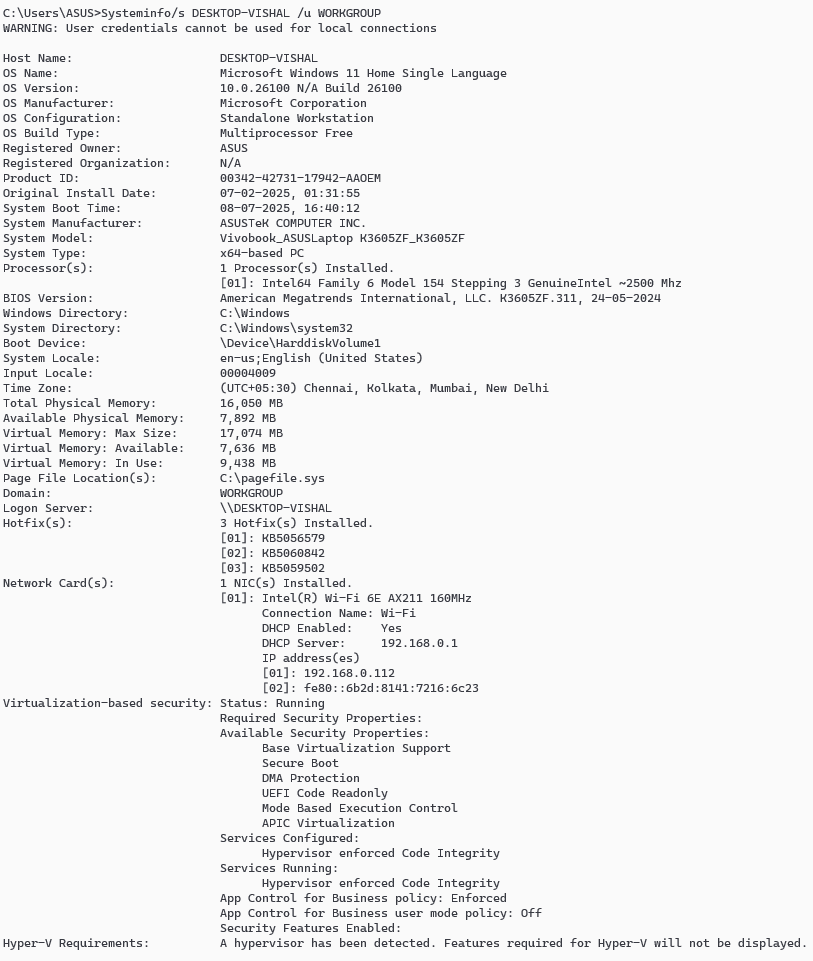 C:\Users\ASUS>Systeminfo/s DESKTOP-VISHAL /u WORKGROUP
WARNING: User credentials cannot be used for local connections

Host Name:                     DESKTOP-VISHAL
OS Name:                       Microsoft Windows 11 Home Single Language
OS Version:                    10.0.26100 N/A Build 26100
OS Manufacturer:               Microsoft Corporation
OS Configuration:              Standalone Workstation
OS Build Type:                 Multiprocessor Free
Registered Owner:              ASUS
Registered Organization:       N/A
Product ID:                    00342-42731-17942-AAOEM
Original Install Date:         07-02-2025, 01:31:55
System Boot Time:              08-07-2025, 16:40:12
System Manufacturer:           ASUSTeK COMPUTER INC.
System Model:                  Vivobook_ASUSLaptop K3605ZF_K3605ZF
System Type:                   x64-based PC
Processor(s):                  1 Processor(s) Installed.
                               [01]: Intel64 Family 6 Model 154 Stepping 3 GenuineIntel ~2500 Mhz
BIOS Version:                  American Megatrends International, LLC. K3605ZF.311, 24-05-2024
Windows Directory:             C:\Windows
System Directory:              C:\Windows\system32
Boot Device:                   \Device\HarddiskVolume1
System Locale:                 en-us;English (United States)
Input Locale:                  00004009
Time Zone:                     (UTC+05:30) Chennai, Kolkata, Mumbai, New Delhi
Total Physical Memory:         16,050 MB
Available Physical Memory:     7,892 MB
Virtual Memory: Max Size:      17,074 MB
Virtual Memory: Available:     7,636 MB
Virtual Memory: In Use:        9,438 MB
Page File Location(s):         C:\pagefile.sys
Domain:                        WORKGROUP
Logon Server:                  \\DESKTOP-VISHAL
Hotfix(s):                     3 Hotfix(s) Installed.
                               [01]: KB5056579
                               [02]: KB5060842
                               [03]: KB5059502
Network Card(s):               1 NIC(s) Installed.
                               [01]: Intel(R) Wi-Fi 6E AX211 160MHz
                                     Connection Name: Wi-Fi
                                     DHCP Enabled:    Yes
                                     DHCP Server:     192.168.0.1
                                     IP address(es)
                                     [01]: 192.168.0.112
                                     [02]: fe80::6b2d:8141:7216:6c23
Virtualization-based security: Status: Running
                               Required Security Properties:
                               Available Security Properties:
                                     Base Virtualization Support
                                     Secure Boot
                                     DMA Protection
                                     UEFI Code Readonly
                                     Mode Based Execution Control
                                     APIC Virtualization
                               Services Configured:
                                     Hypervisor enforced Code Integrity
                               Services Running:
                                     Hypervisor enforced Code Integrity
                               App Control for Business policy: Enforced
                               App Control for Business user mode policy: Off
                               Security Features Enabled:
Hyper-V Requirements:          A hypervisor has been detected. Features required for Hyper-V will not be displayed.